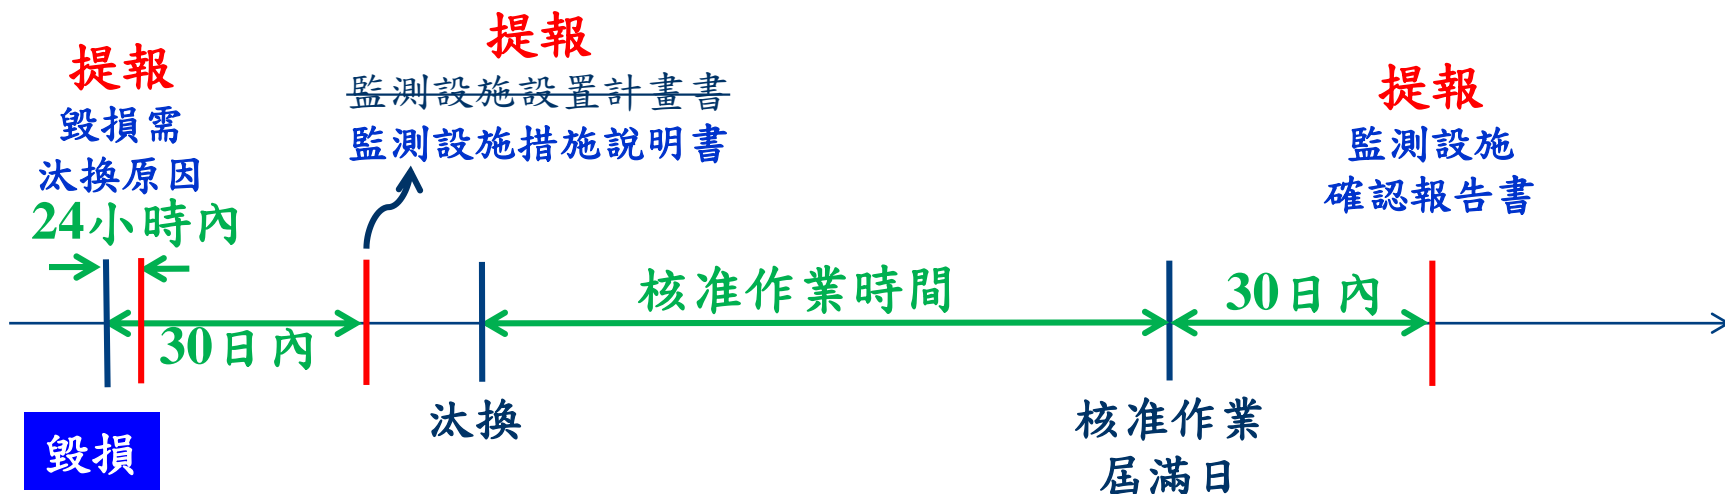 提報
毀損需
汰換原因
24小時內
提報
監測設施設置計畫書
監測設施措施說明書
提報
監測設施
確認報告書
30日內
核准作業時間
30日內
毀損
汰換
核准作業
屆滿日